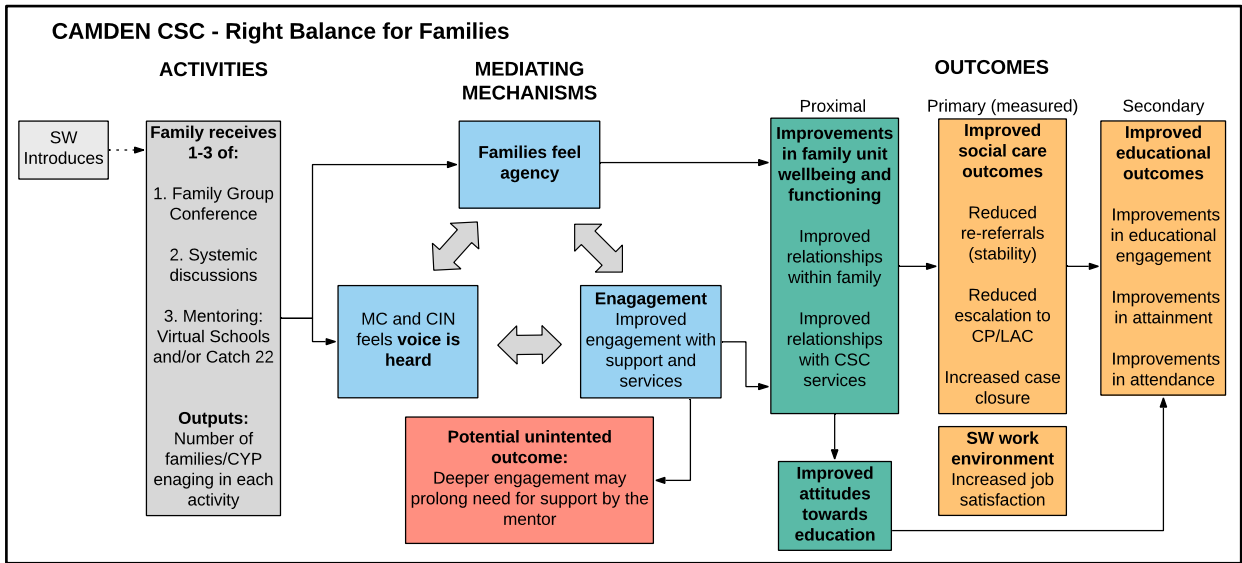 CAMDEN CSC - Right Balance for Families
ACTIVITIES
MEDIATING
MECHANISMS
OUTCOMES
Proximal
Primary (measured)
Secondary
SW
Introduces
Family receives
1-3 of:
1. Family Group
Conference
2. Systemic
discussions
3. Mentoring:
Virtual Schools
and/or Catch 22
Outputs:
Number of
families/CYP
enaging in each
activity
Families feel
agency
MC and CIN
feels voice is
heard
Enagagement
Improved
engagement with
support and
services
Potential unintented
outcome:
Deeper engagement may
prolong need for support by the
mentor
Improvements
in family unit
wellbeing and
functioning
Improved
relationships
within family
Improved
relationships
with CSC
services
Improved
attitudes
towards
education
Improved
social care
outcomes
Reduced
re-referrals
(stability)
Reduced
escalation to
CP/LAC
Increased case
closure
SW work
environment
Increased job
satisfaction
Improved
educational
outcomes
Improvements
in educational
engagement
Improvements
in attainment
Improvements
in attendance